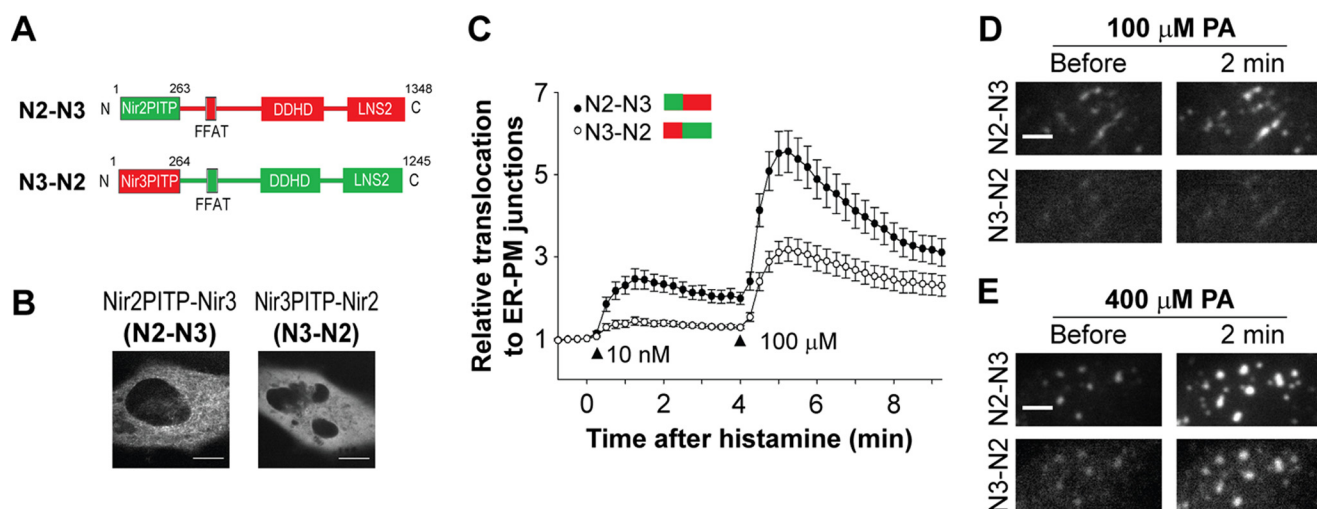 A
1 263 1348
N2-N3 N Nir2PITP DDHD LNS2 C
FFAT
1 264 1245
N3-N2 N Nir3PITP DDHD LNS2 C
FFAT
B
Nir2PITP-Nir3 Nir3PITP-Nir2
(N2-N3) (N3-N2)
C
Relative translocation
to ER-PM junctions
7
5
3
1
N2-N3
N3-N2
10 nM
100 μM
0 2 4 6 8
Time after histamine (min)
D
100 μM PA
Before 2 min
N2-N3
N3-N2
E
400 μM PA
Before 2 min
N2-N3
N3-N2